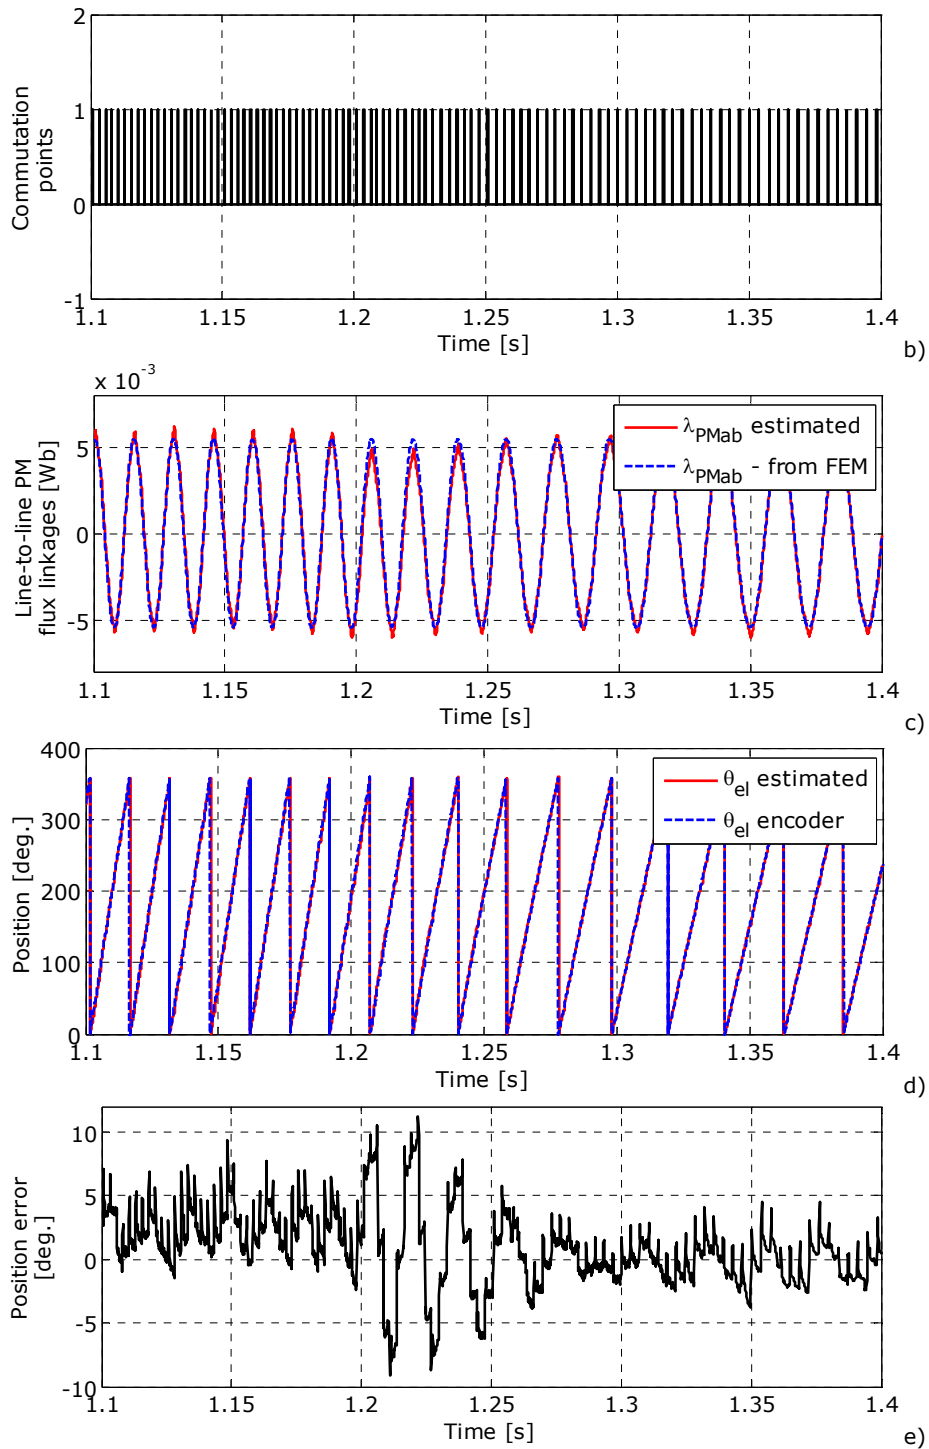 2
1
0
-1
Commutation
points
1.1 1.15 1.2 1.25 1.3 1.35 1.4
Time [s]
b)
x 10-3
5
0
-5
Line-to-line PM
flux linkages [Wb]
λPMab estimated
λPMab - from FEM
1.1 1.15 1.2 1.25 1.3 1.35 1.4
Time [s]
c)
400
300
200
100
0
Position [deg.]
θel estimated
θel encoder
1.1 1.15 1.2 1.25 1.3 1.35 1.4
Time [s]
d)
10
5
0
-5
-10
Position error
[deg.]
1.1 1.15 1.2 1.25 1.3 1.35 1.4
Time [s]
e)